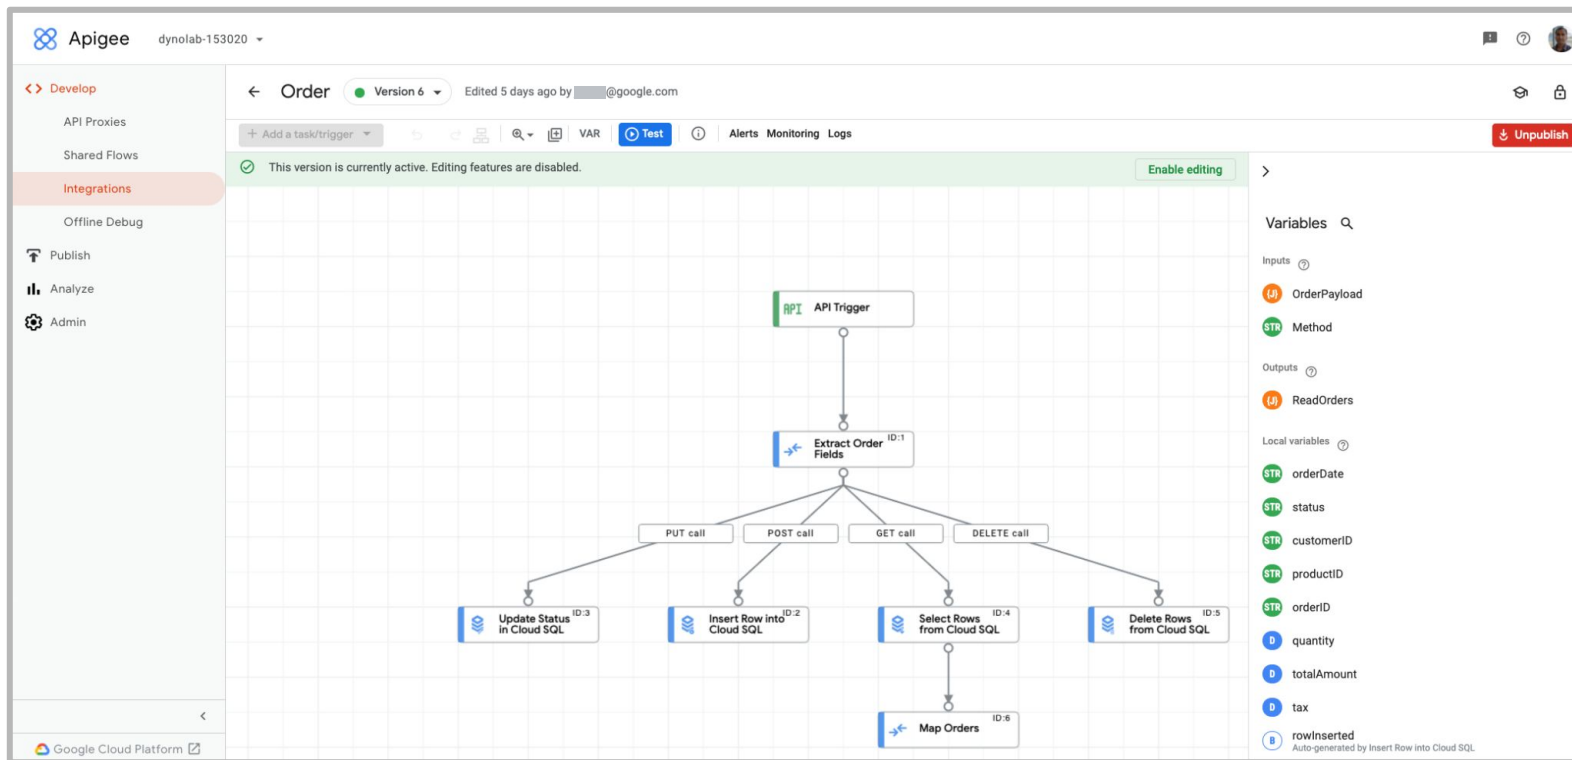 Apigee
dynolab-153020
Develop
API Proxies
Shared Flows
Integrations
Offline Debug
Publish
Analyze
Admin
Google Cloud Platform
Order
Version 6
Edited 5 days ago by @google.com
+ Add a task/trigger
VAR
Test
Alerts Monitoring Logs
Unpublish
This version is currently active. Editing features are disabled.
Enable editing
API API Trigger
Extract Order
Fields
ID:1
PUT call
POST call
GET call
DELETE call
Update Status
in Cloud SQL
ID:3
Insert Row into
Cloud SQL
ID:2
Select Rows
from Cloud SQL
ID:4
Delete Rows
from Cloud SQL
ID:5
Map Orders
ID:6
Variables
Inputs
{J} OrderPayload
STR Method
Outputs
{J} ReadOrders
Local variables
STR orderDate
STR status
STR customerID
STR productID
STR orderID
D quantity
D totalAmount
D tax
B rowInserted
Auto-generated by Insert Row into Cloud SQL